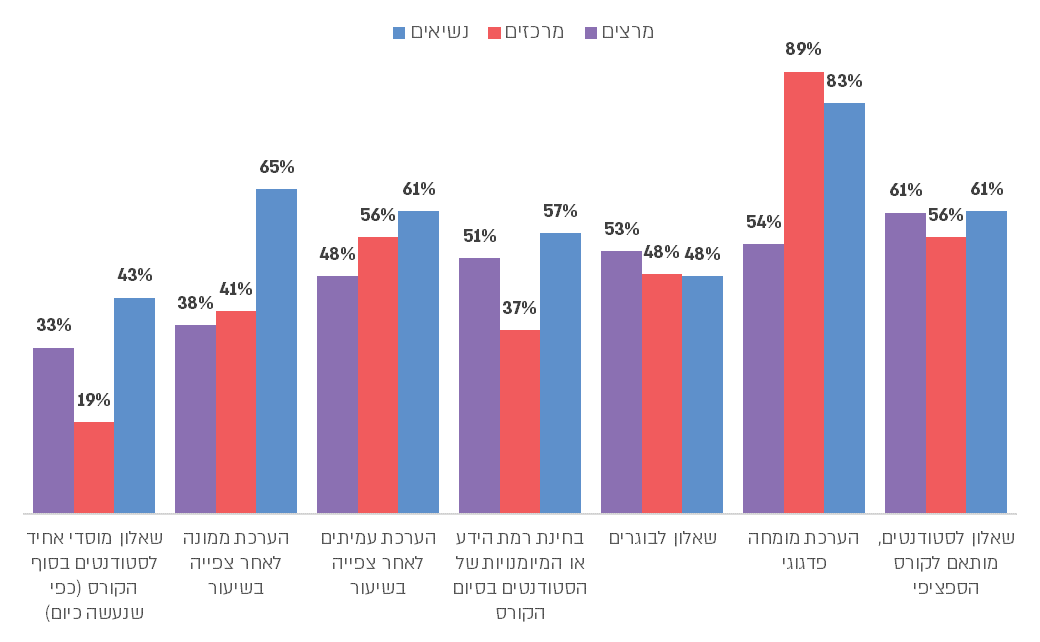 נשיאים מרכזים מרצים
89%
83%
65%
61%
61%
61%
56%
56%
57%
54%
53%
51%
48%
48% 48%
43%
41%
38%
37%
33%
19%
שאלון לסטודנטים,
מותאם לקורס
הספציפי
הערכת מומחה
פדגוגי
שאלון לבוגרים
בחינת רמת הידע
או המיומנויות של
הסטודנטים בסיום
הקורס
הערכת עמיתים
לאחר צפייה
בשיעור
הערכת ממונה
לאחר צפייה
בשיעור
שאלון מוסדי אחיד
לסטודנטים בסוף
הקורס (כפי
שנעשה כיום)